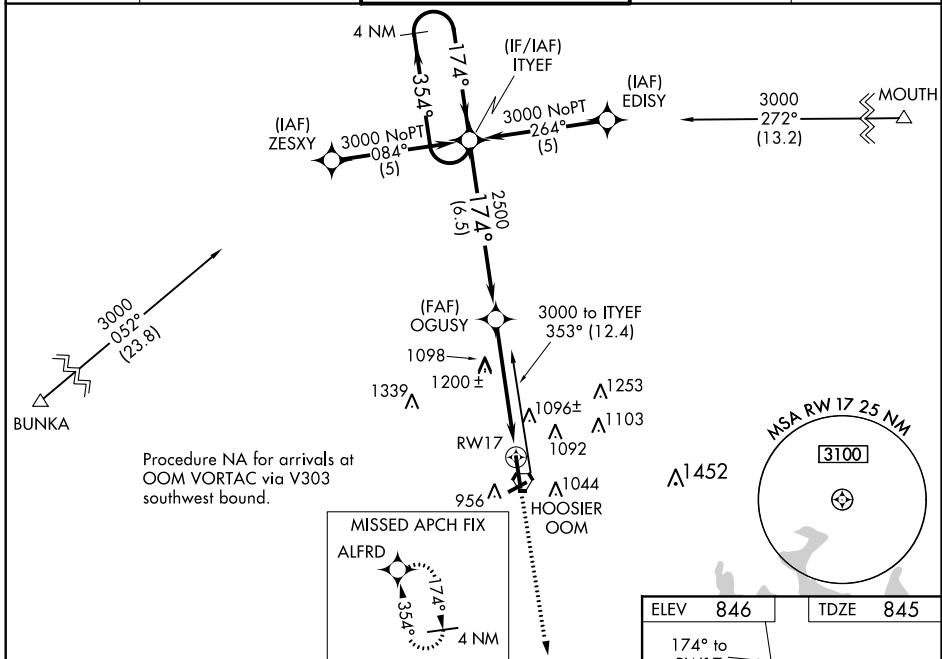 4 NM
174°
354°
(IF/IAF)
ITYEF
(IAF)
EDISY
3000 NoPT
264°
(5)
3000
272°
(13.2)
MOUTH
(IAF)
ZESXY
3000 NoPT
084°
(5)
2500
174°
(6.5)
3000
052°
(23.8)
BUNKA
(FAF)
OGUSY
3000 to ITYEF
353° (12.4)
1098
1200 ±
1339
1253
1096±
1103
1092
RW17
1452
956
1044
HOOSIER
OOM
Procedure NA for arrivals at
OOM VORTAC via V303
southwest bound.
MSA RW 17 25 NM
3100
MISSED APCH FIX
ALFRD
174°
354°
4 NM
ELEV 846
TDZE 845
174° to